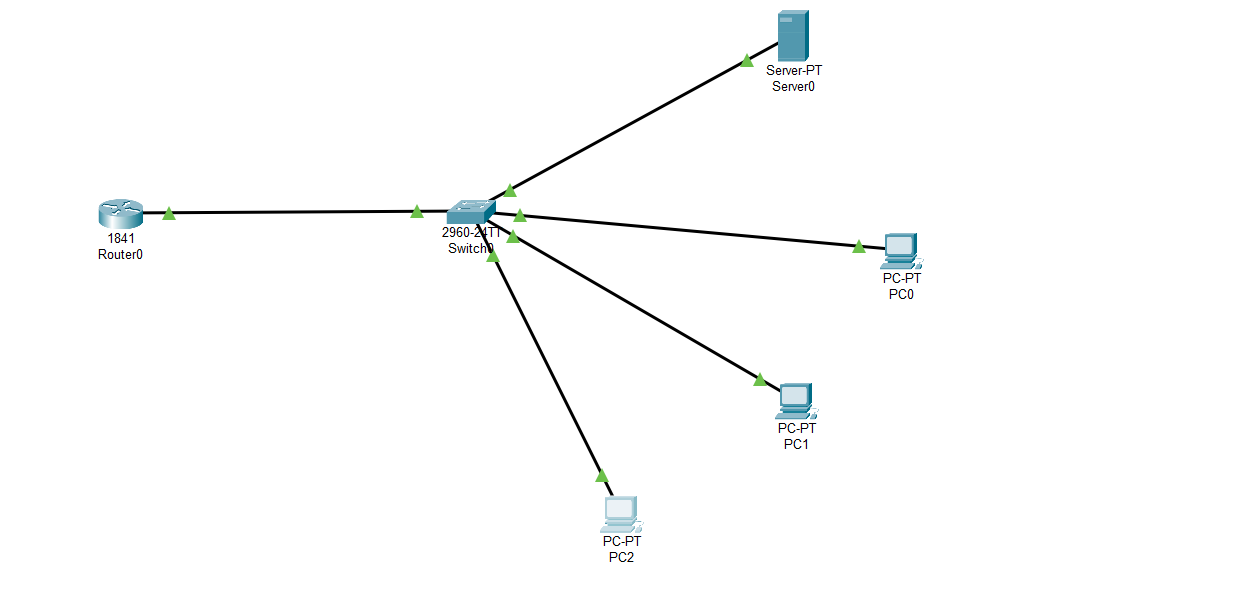 Server-PT
Server0
1841
Router0
2960-24TT
Switch0
PC-PT
PC0
PC-PT
PC1
PC-PT
PC2